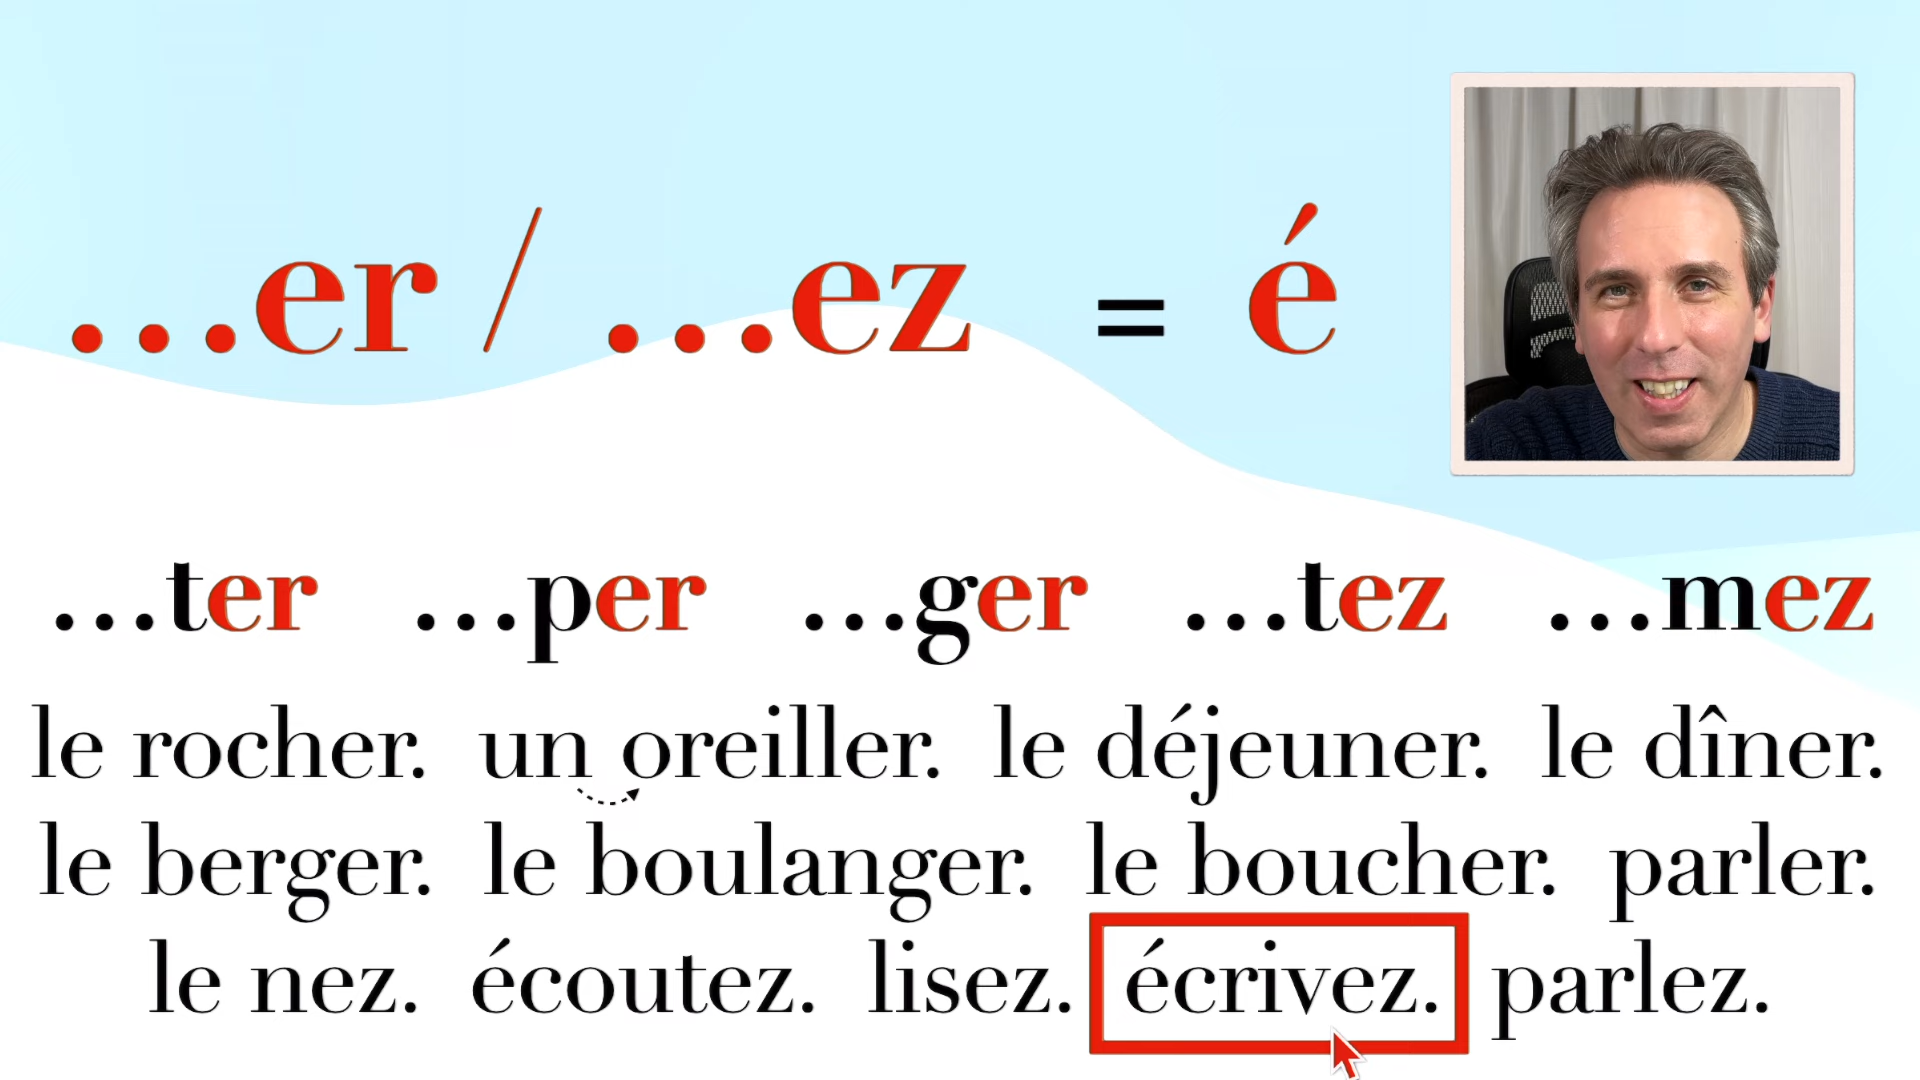 ...er / ...ez = é
...ter ...per ...ger ...tez ...mez
le rocher. un oreiller. le déjeuner. le dîner.
le berger. le boulanger. le boucher. parler.
le nez. écoutez. lisez. écrivez. parlez.